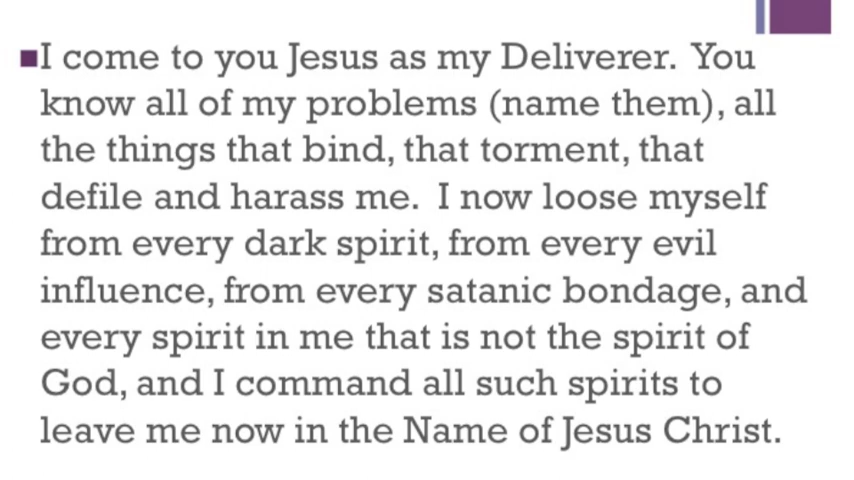 I come to you Jesus as my Deliverer. You
know all of my problems (name them), all
the things that bind, that torment, that
defile and harass me. I now loose myself
from every dark spirit, from every evil
influence, from every satanic bondage, and
every spirit in me that is not the spirit of
God, and I command all such spirits to
leave me now in the Name of Jesus Christ.